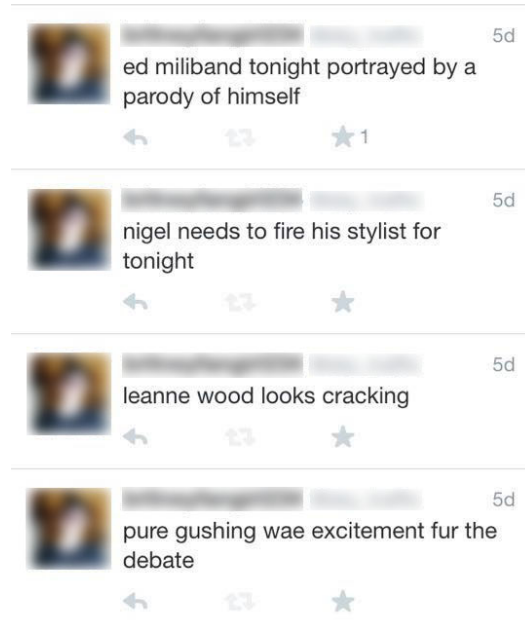 5d
ed miliband tonight portrayed by a
parody of himself
1
5d
nigel needs to fire his stylist for
tonight
5d
leanne wood looks cracking
5d
pure gushing wae excitement fur the
debate